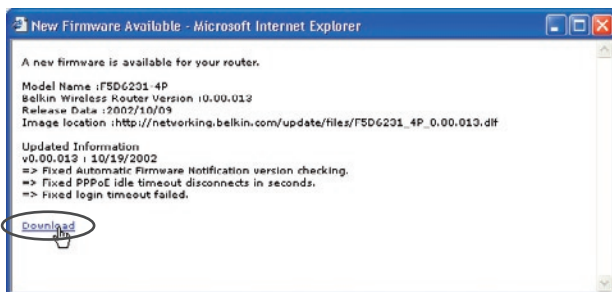 New Firmware Available - Microsoft Internet Explorer
A new firmware is available for your router.
Model Name :F5D6231-4P
Belkin Wireless Router Version :0.00.013
Release Data :2002/10/09
Image location :http://networking.belkin.com/update/files/F5D6231_4P_0.00.013.dlf
Updated Information
v0.00.013 : 10/19/2002
=> Fixed Automatic Firmware Notification version checking.
=> Fixed PPPoE idle timeout disconnects in seconds.
=> Fixed login timeout failed.
Download